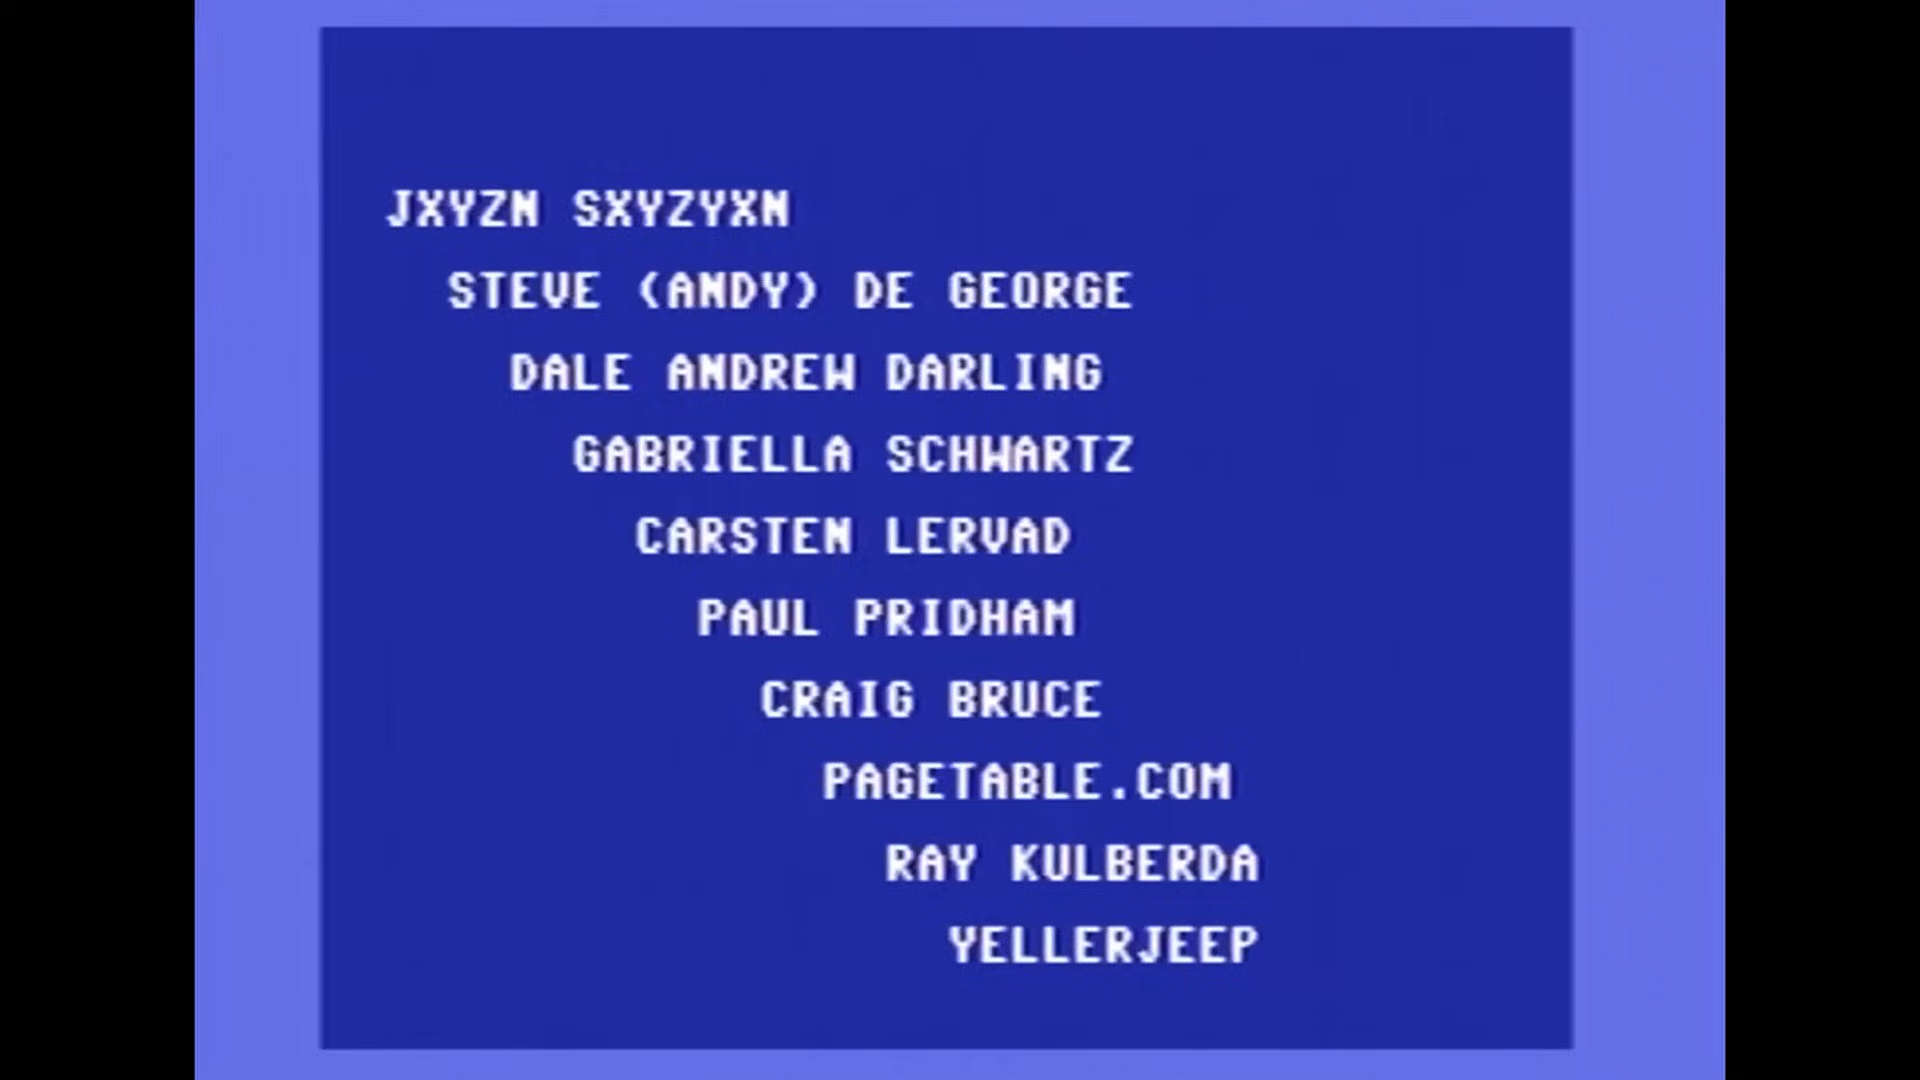 JXYZN SXYZYXN
STEVE (ANDY) DE GEORGE
DALE ANDREW DARLING
GABRIELLA SCHWARTZ
CARSTEN LERVAD
PAUL PRIDHAM
CRAIG BRUCE
PAGETABLE.COM
RAY KULBERDA
YELLERJEEP